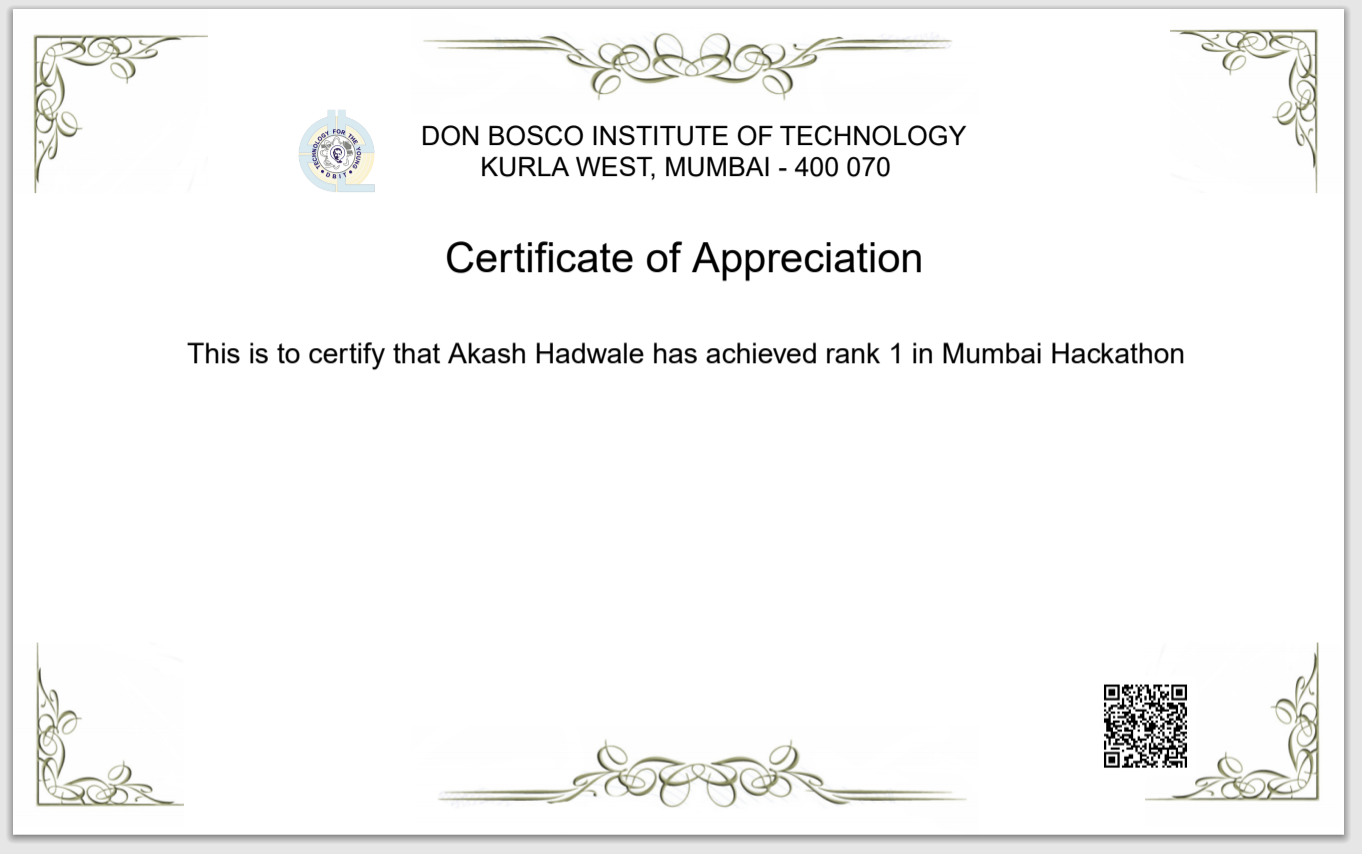 TECHNOLOGY FOR THE YOUNG
DBIT
DON BOSCO INSTITUTE OF TECHNOLOGY
KURLA WEST, MUMBAI - 400 070
Certificate of Appreciation
This is to certify that Akash Hadwale has achieved rank 1 in Mumbai Hackathon